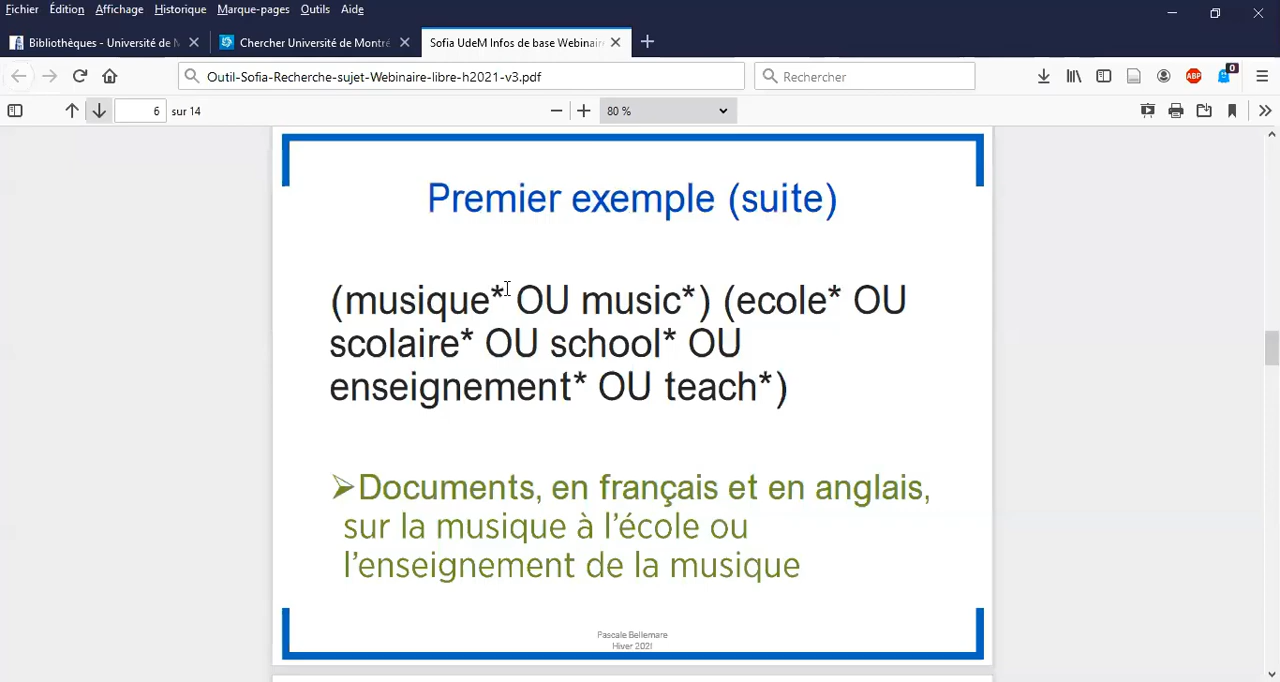 Fichier Édition Affichage Historique Marque-pages Outils Aide
Bibliothèques - Université de M Chercher Université de Montré Sofia UdeM Infos de base Webinaire
Outil-Sofia-Recherche-sujet-Webinaire-libre-h2021-v3.pdf Rechercher ABP 0
6 sur 14 80 %
Premier exemple (suite)
(musique* OU music*) (ecole* OU
scolaire* OU school* OU
enseignement* OU teach*)
➢Documents, en français et en anglais,
sur la musique à l’école ou
l’enseignement de la musique
Pascale Bellemare
Hiver 2021